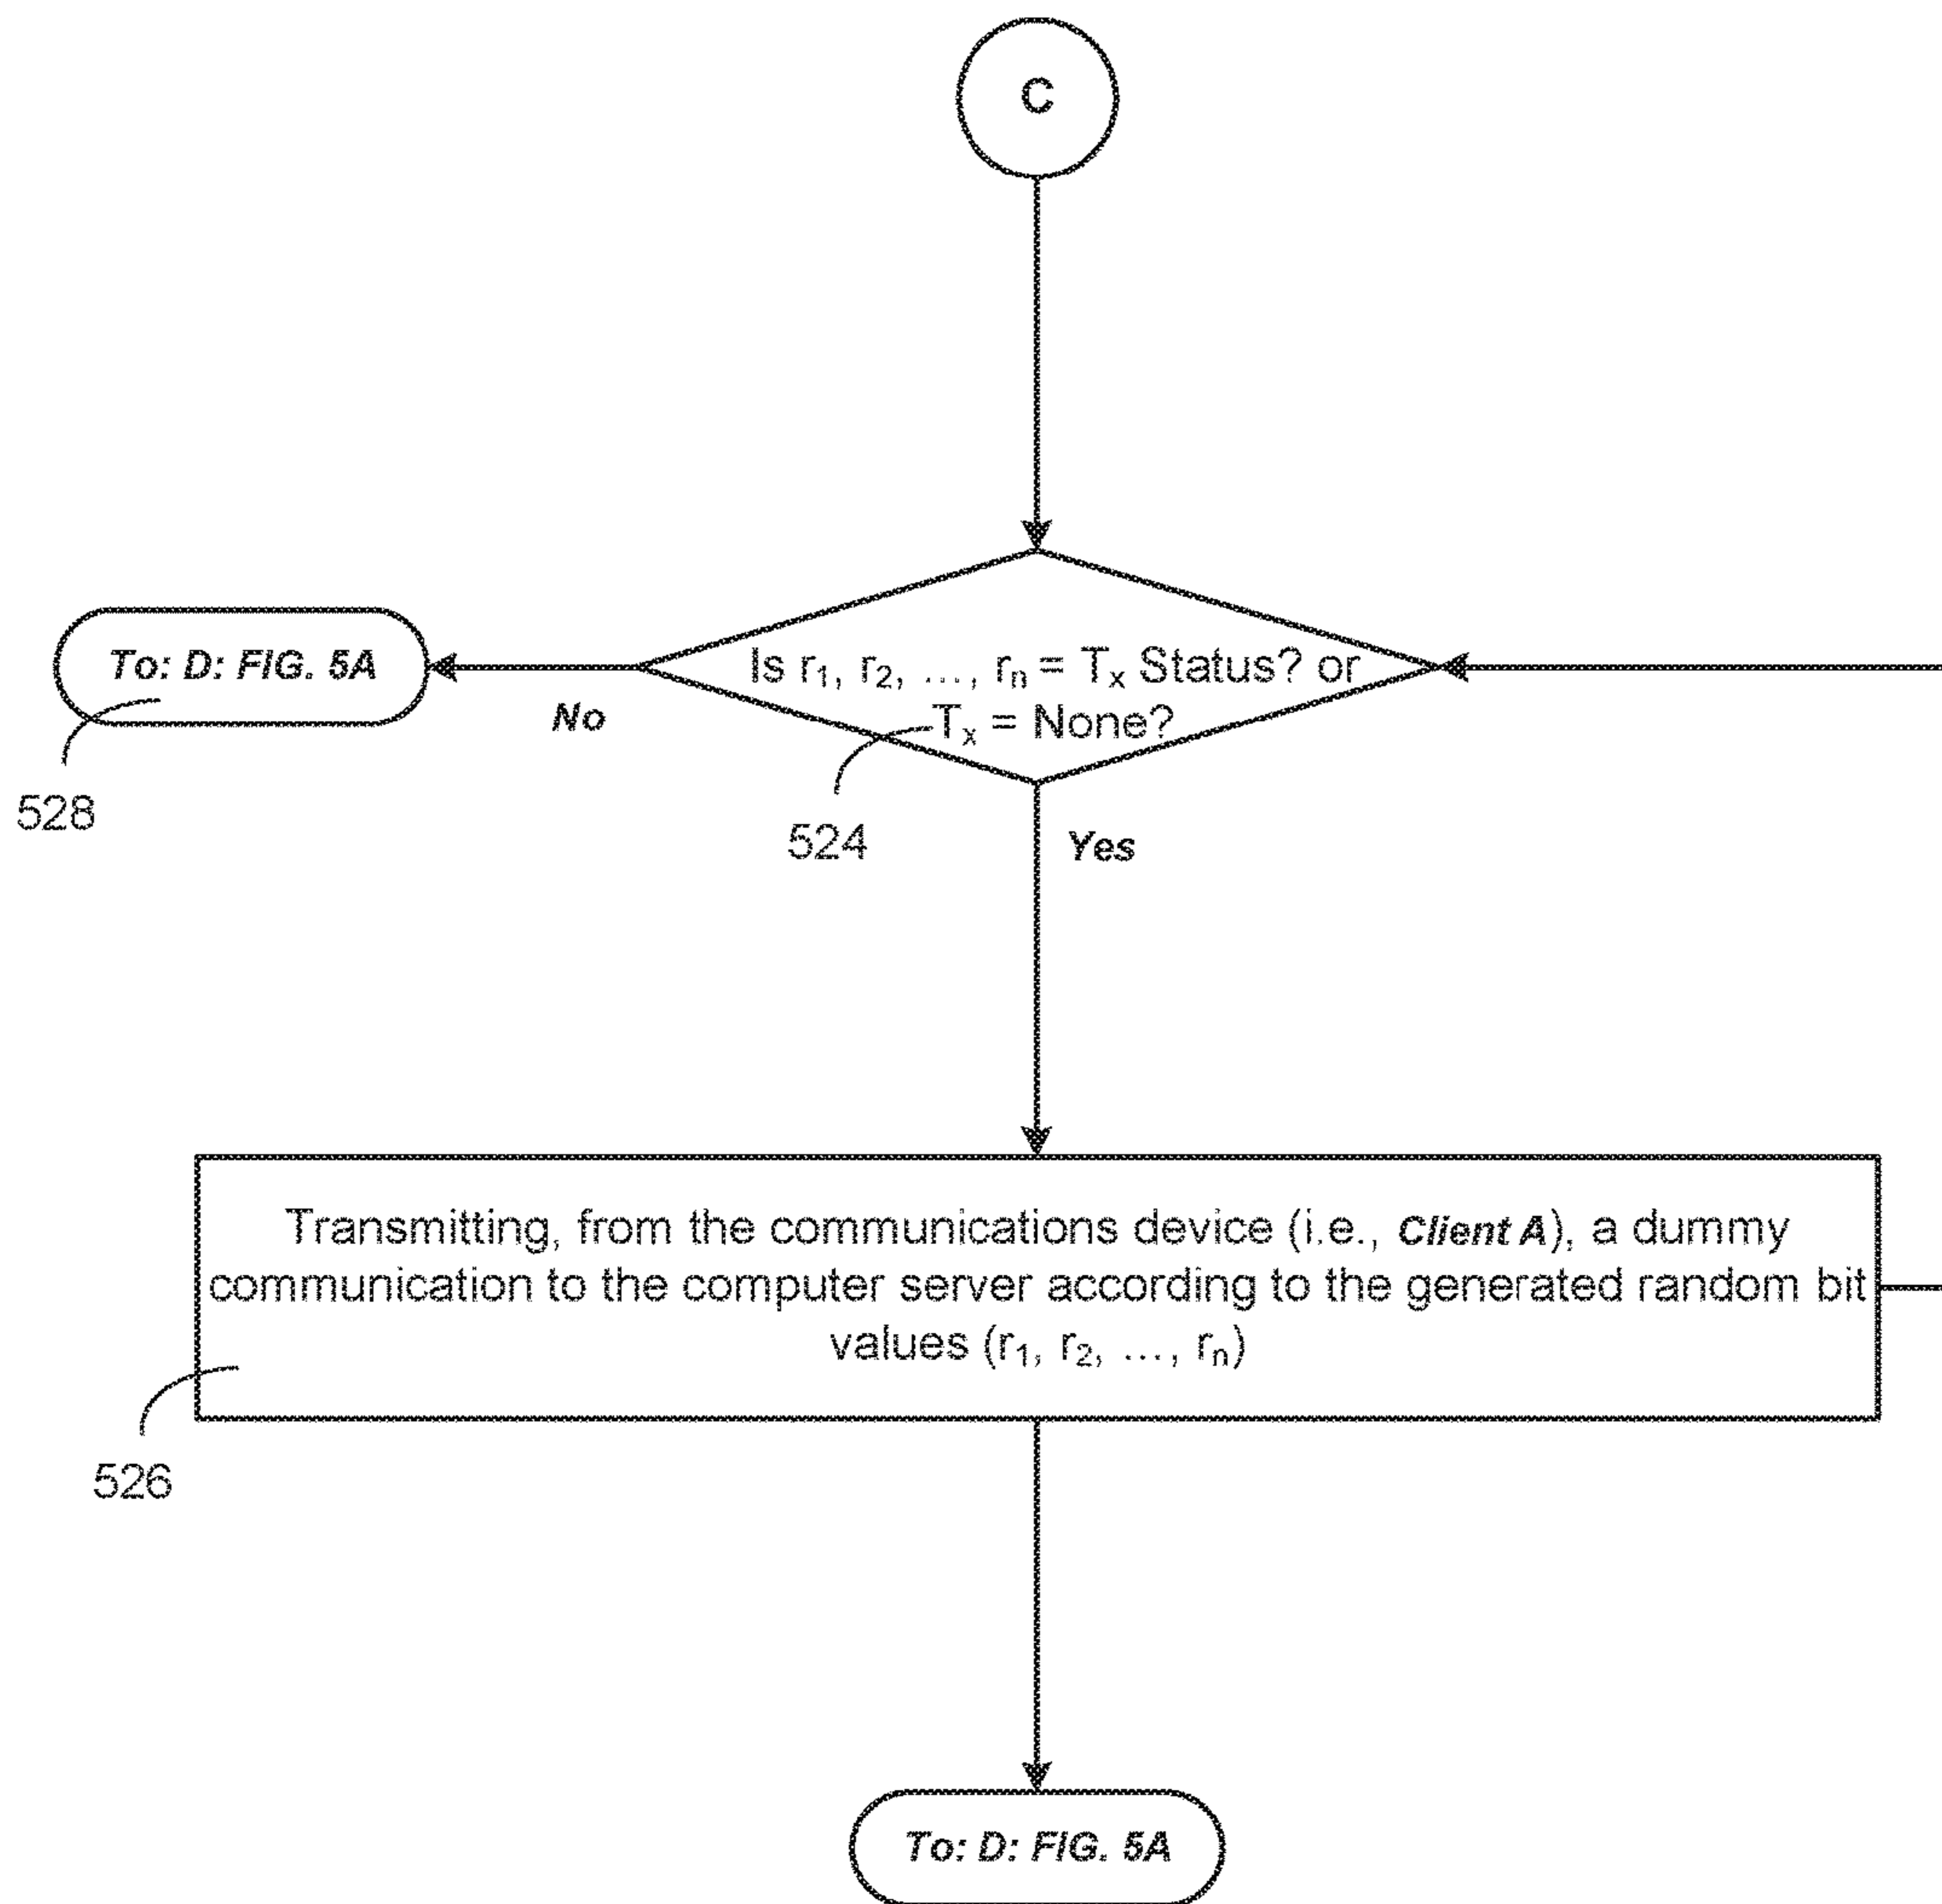 C
To: D: FIG. 5A
No
Is r₁, r₂, ..., rₙ = Tₓ Status? or
Tₓ = None?
528
524
Yes
Transmitting, from the communications device (i.e., Client A), a dummy
communication to the computer server according to the generated random bit
values (r₁, r₂, ..., rₙ)
526
To: D: FIG. 5A